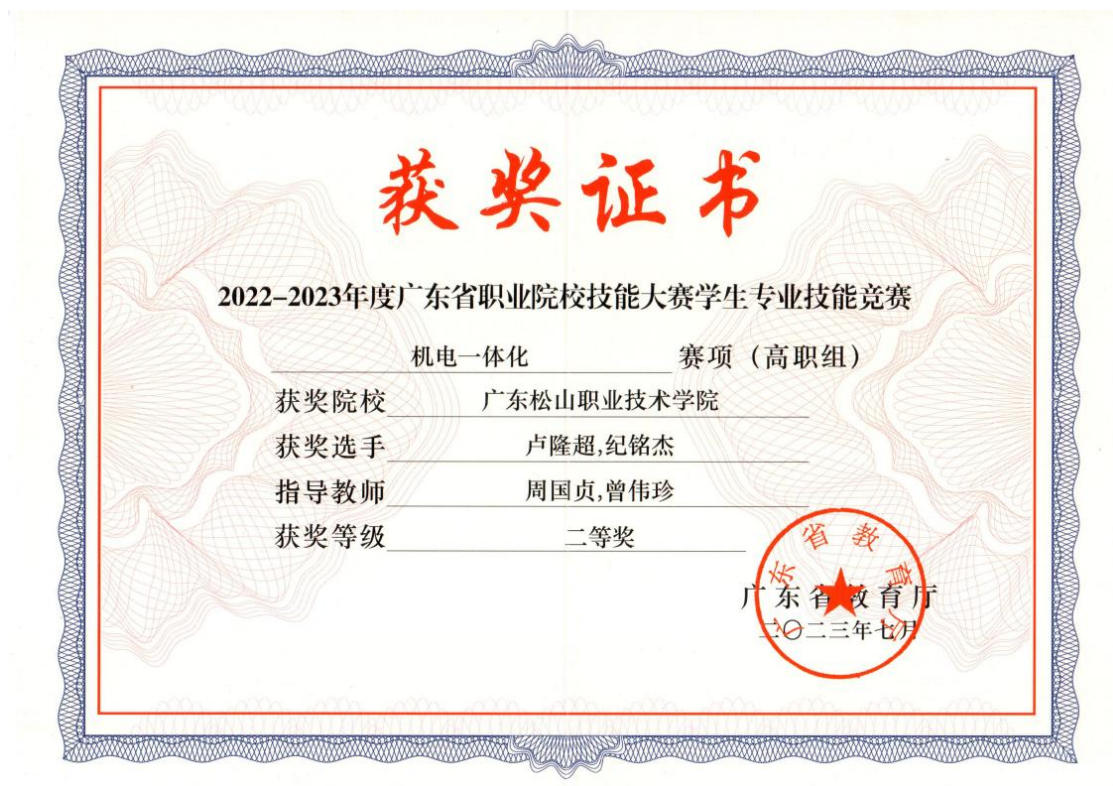 获奖证书
2022-2023年度广东省职业院校技能大赛学生专业技能竞赛
机电一体化 赛项（高职组）
获奖院校 广东松山职业技术学院
获奖选手 卢隆超,纪铭杰
指导教师 周国贞,曾伟珍
获奖等级 二等奖
广东省教育厅
广东省教育厅
二〇二三年七月